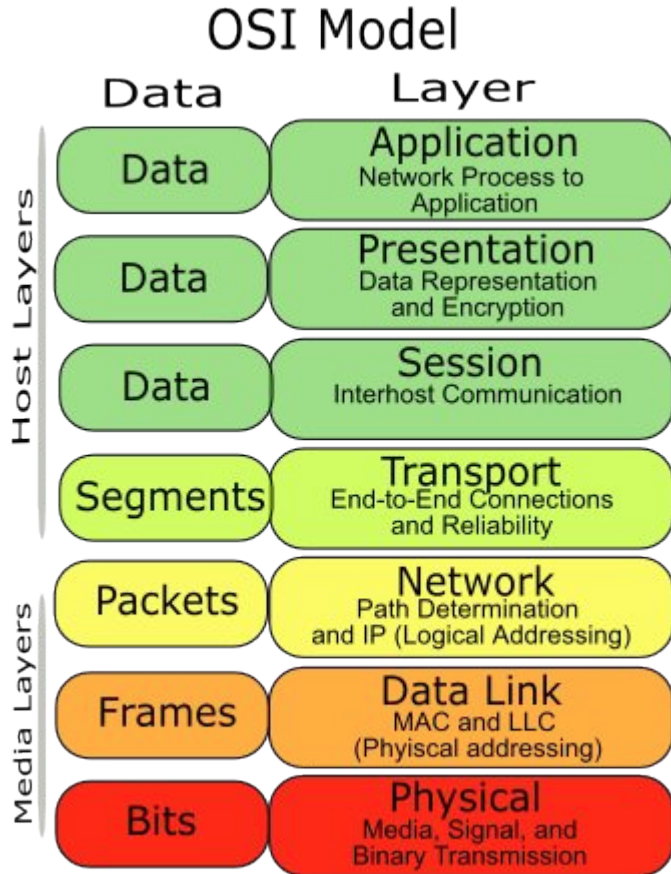 OSI Model
Data
Layer
Host Layers
Data
Application
Network Process to
Application
Data
Presentation
Data Representation
and Encryption
Data
Session
Interhost Communication
Segments
Transport
End-to-End Connections
and Reliability
Media Layers
Packets
Network
Path Determination
and IP (Logical Addressing)
Frames
Data Link
MAC and LLC
(Phyiscal addressing)
Bits
Physical
Media, Signal, and
Binary Transmission